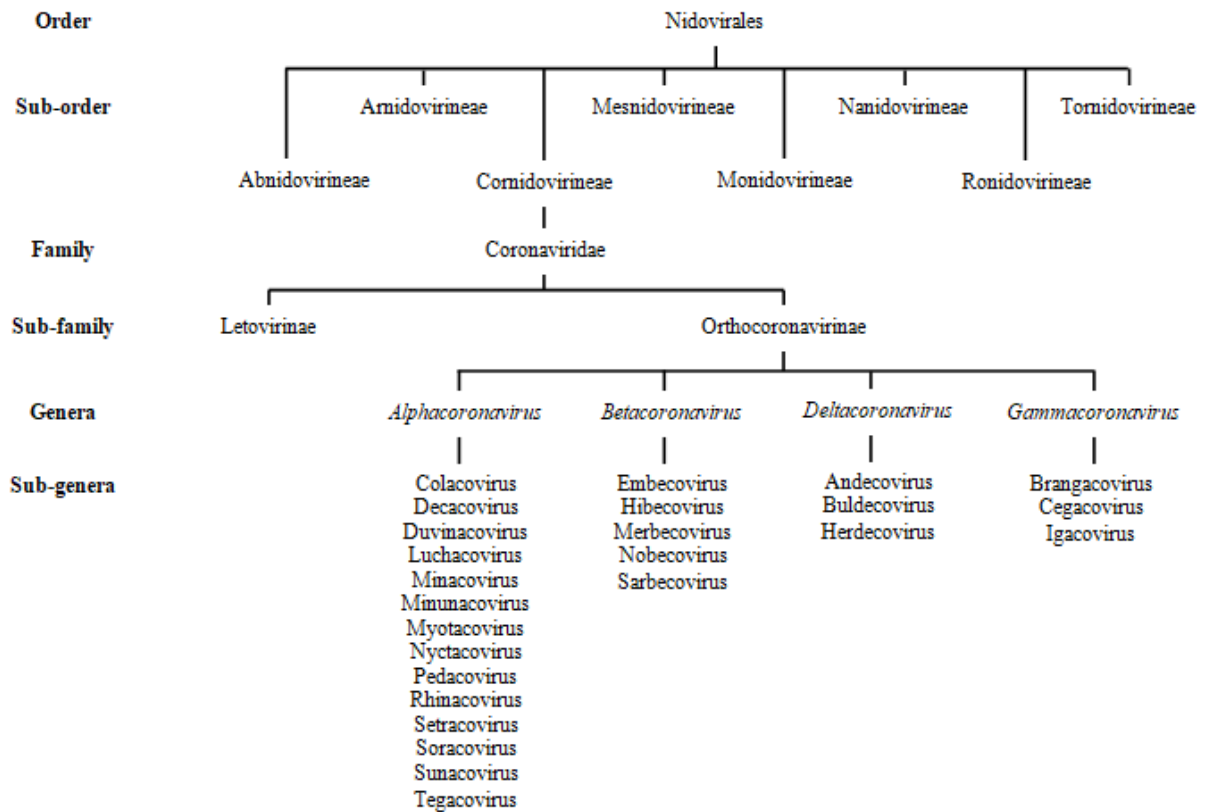 Order Nidovirales
Sub-order Arnidovirineae Mesnidovirineae Nanidovirineae Tornidovirineae
Abnidovirineae Cornidovirineae Monidovirineae Ronidovirineae
Family Coronaviridae
Sub-family Letovirinae Orthocoronavirinae
Genera Alphacoronavirus Betacoronavirus Deltacoronavirus Gammacoronavirus
Sub-genera Colacovirus Embecovirus Andecovirus Brangacovirus
Decacovirus Hibecovirus Buldecovirus Cegacovirus
Duvinacovirus Merbecovirus Herdecovirus Igacovirus
Luchacovirus Nobecovirus
Minacovirus Sarbecovirus
Minunacovirus
Myotacovirus
Nyctacovirus
Pedacovirus
Rhinacovirus
Setracovirus
Soracovirus
Sunacovirus
Tegacovirus